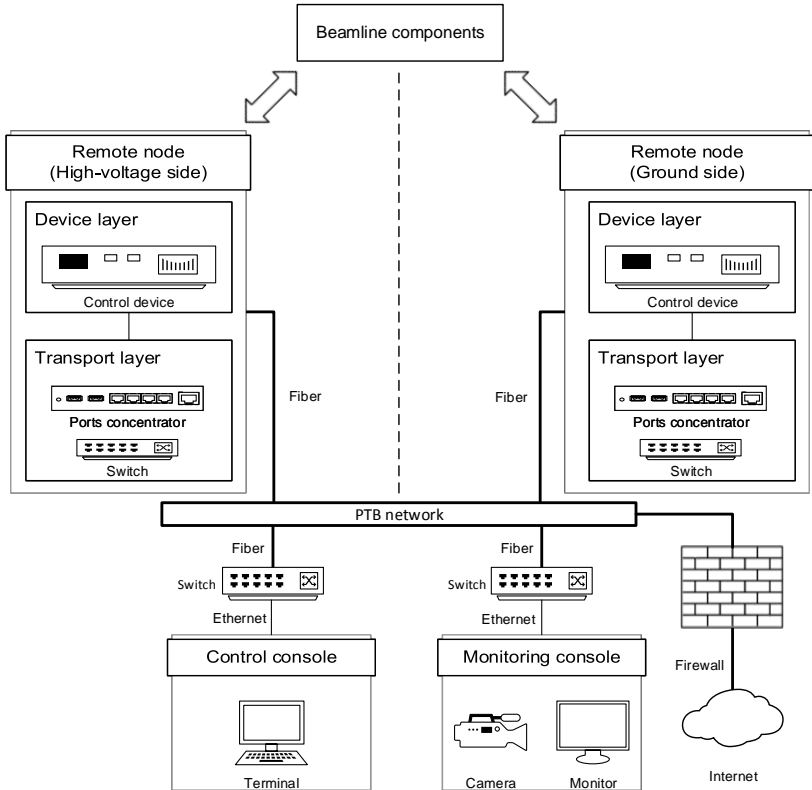 Beamline components
Remote node
(High-voltage side)
Device layer
Control device
Transport layer
Ports concentrator
Switch
Fiber
Remote node
(Ground side)
Device layer
Control device
Transport layer
Ports concentrator
Switch
Fiber
PTB network
Fiber
Switch
Ethernet
Control console
Terminal
Fiber
Switch
Ethernet
Monitoring console
Camera
Monitor
Firewall
Internet